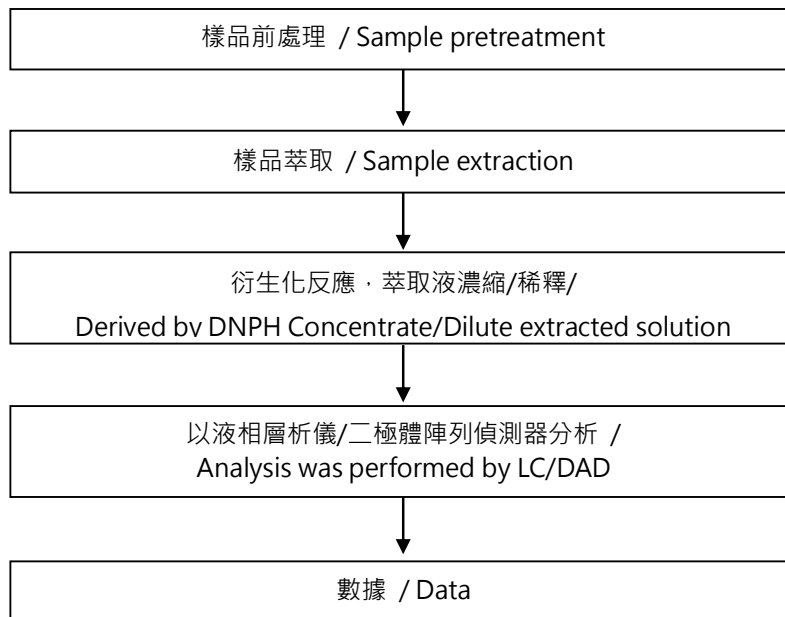 樣品前處理 / Sample pretreatment
樣品萃取 / Sample extraction
衍生化反應，萃取液濃縮/稀釋/
Derived by DNPH Concentrate/Dilute extracted solution
以液相層析儀/二極體陣列偵測器分析 /
Analysis was performed by LC/DAD
數據 / Data